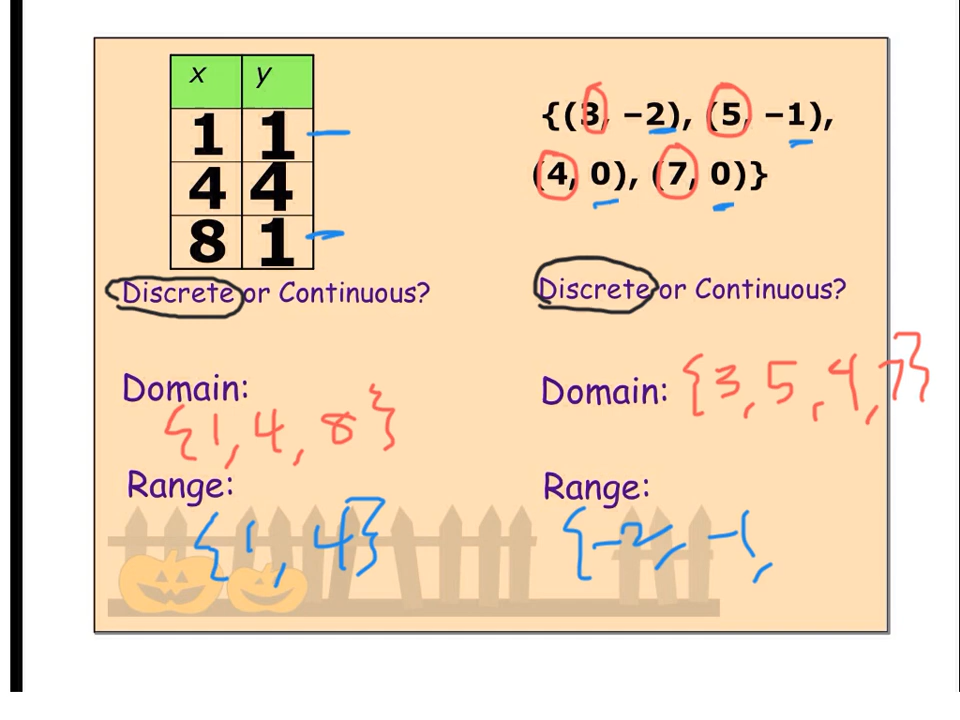 x y
1 1
4 4
8 1
Discrete or Continuous?
Domain:
{1, 4, 8}
Range:
{1, 4}
{(3, –2), (5, –1),
(4, 0), (7, 0)}
Discrete or Continuous?
Domain: {3, 5, 4, 7}
Range:
{-2, -1,